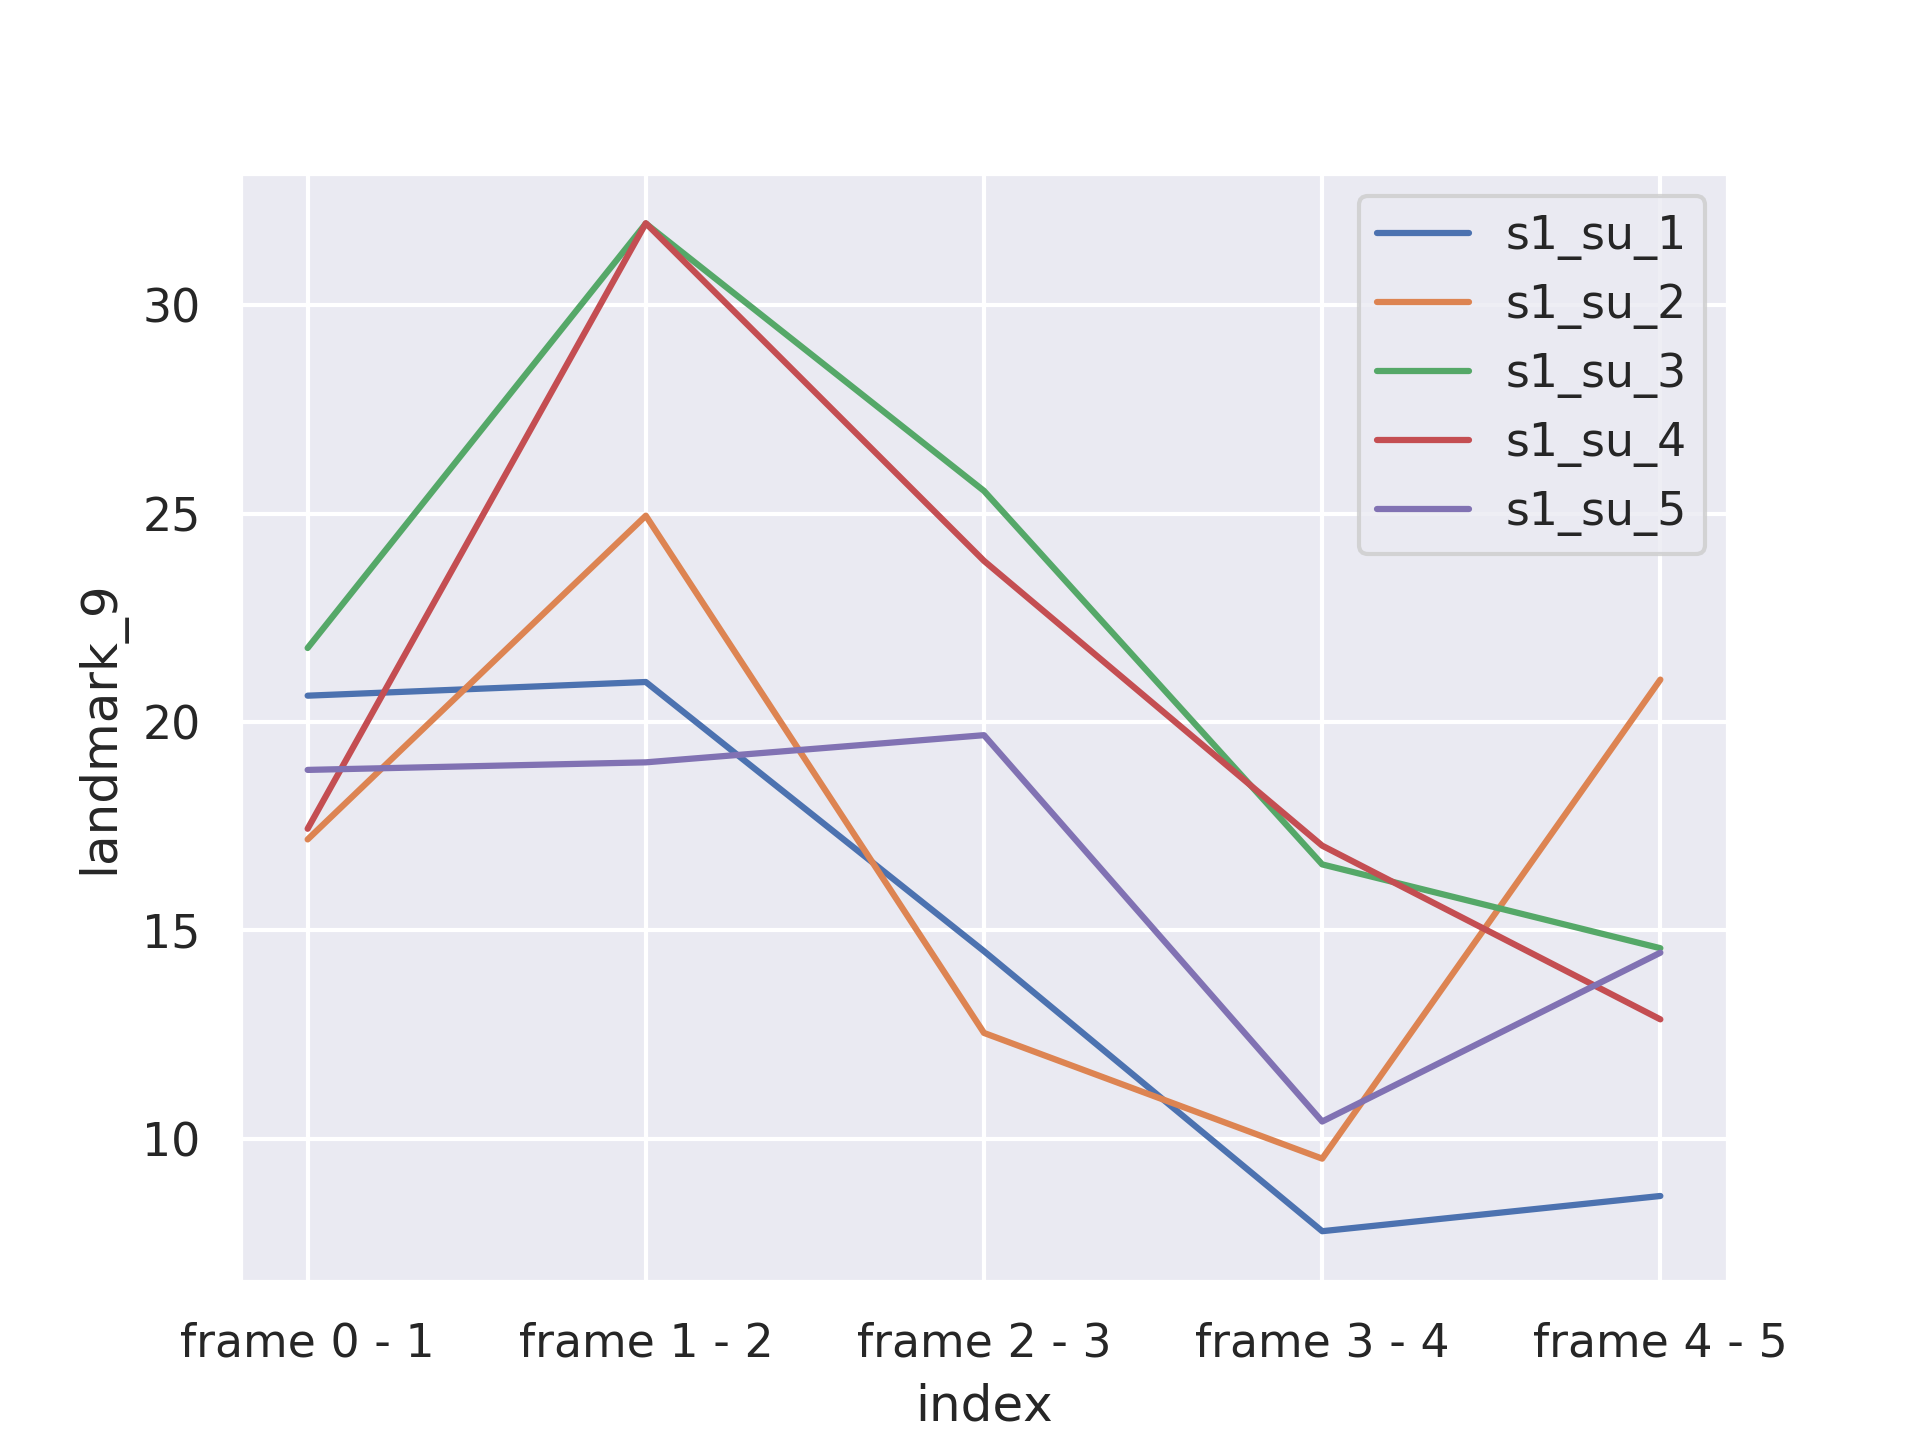 s1_su_1
s1_su_2
s1_su_3
s1_su_4
s1_su_5
30
25
20
15
10
landmark_9
frame 0 - 1
frame 1 - 2
frame 2 - 3
frame 3 - 4
frame 4 - 5
index